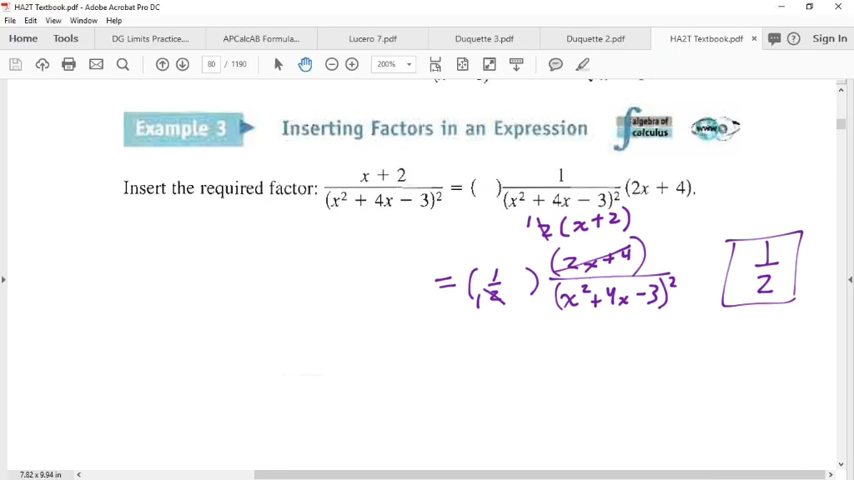 HA2T Textbook.pdf - Adobe Acrobat Pro DC
File Edit View Window Help
Home Tools DG Limits Practice.... APCalcAB Formula... Lucero 7.pdf Duquette 3.pdf Duquette 2.pdf HA2T Textbook.pdf × Sign In
80 / 1190 200%
Example 3 Inserting Factors in an Expression algebra of calculus www
Insert the required factor: x + 2 / (x² + 4x − 3)² = ( ) 1 / (x² + 4x − 3)² (2x + 4).
1 2 (x+2)
= (1 1/2 ) (2x+4) / (x²+4x-3)²
1/2
7.82 x 9.94 in